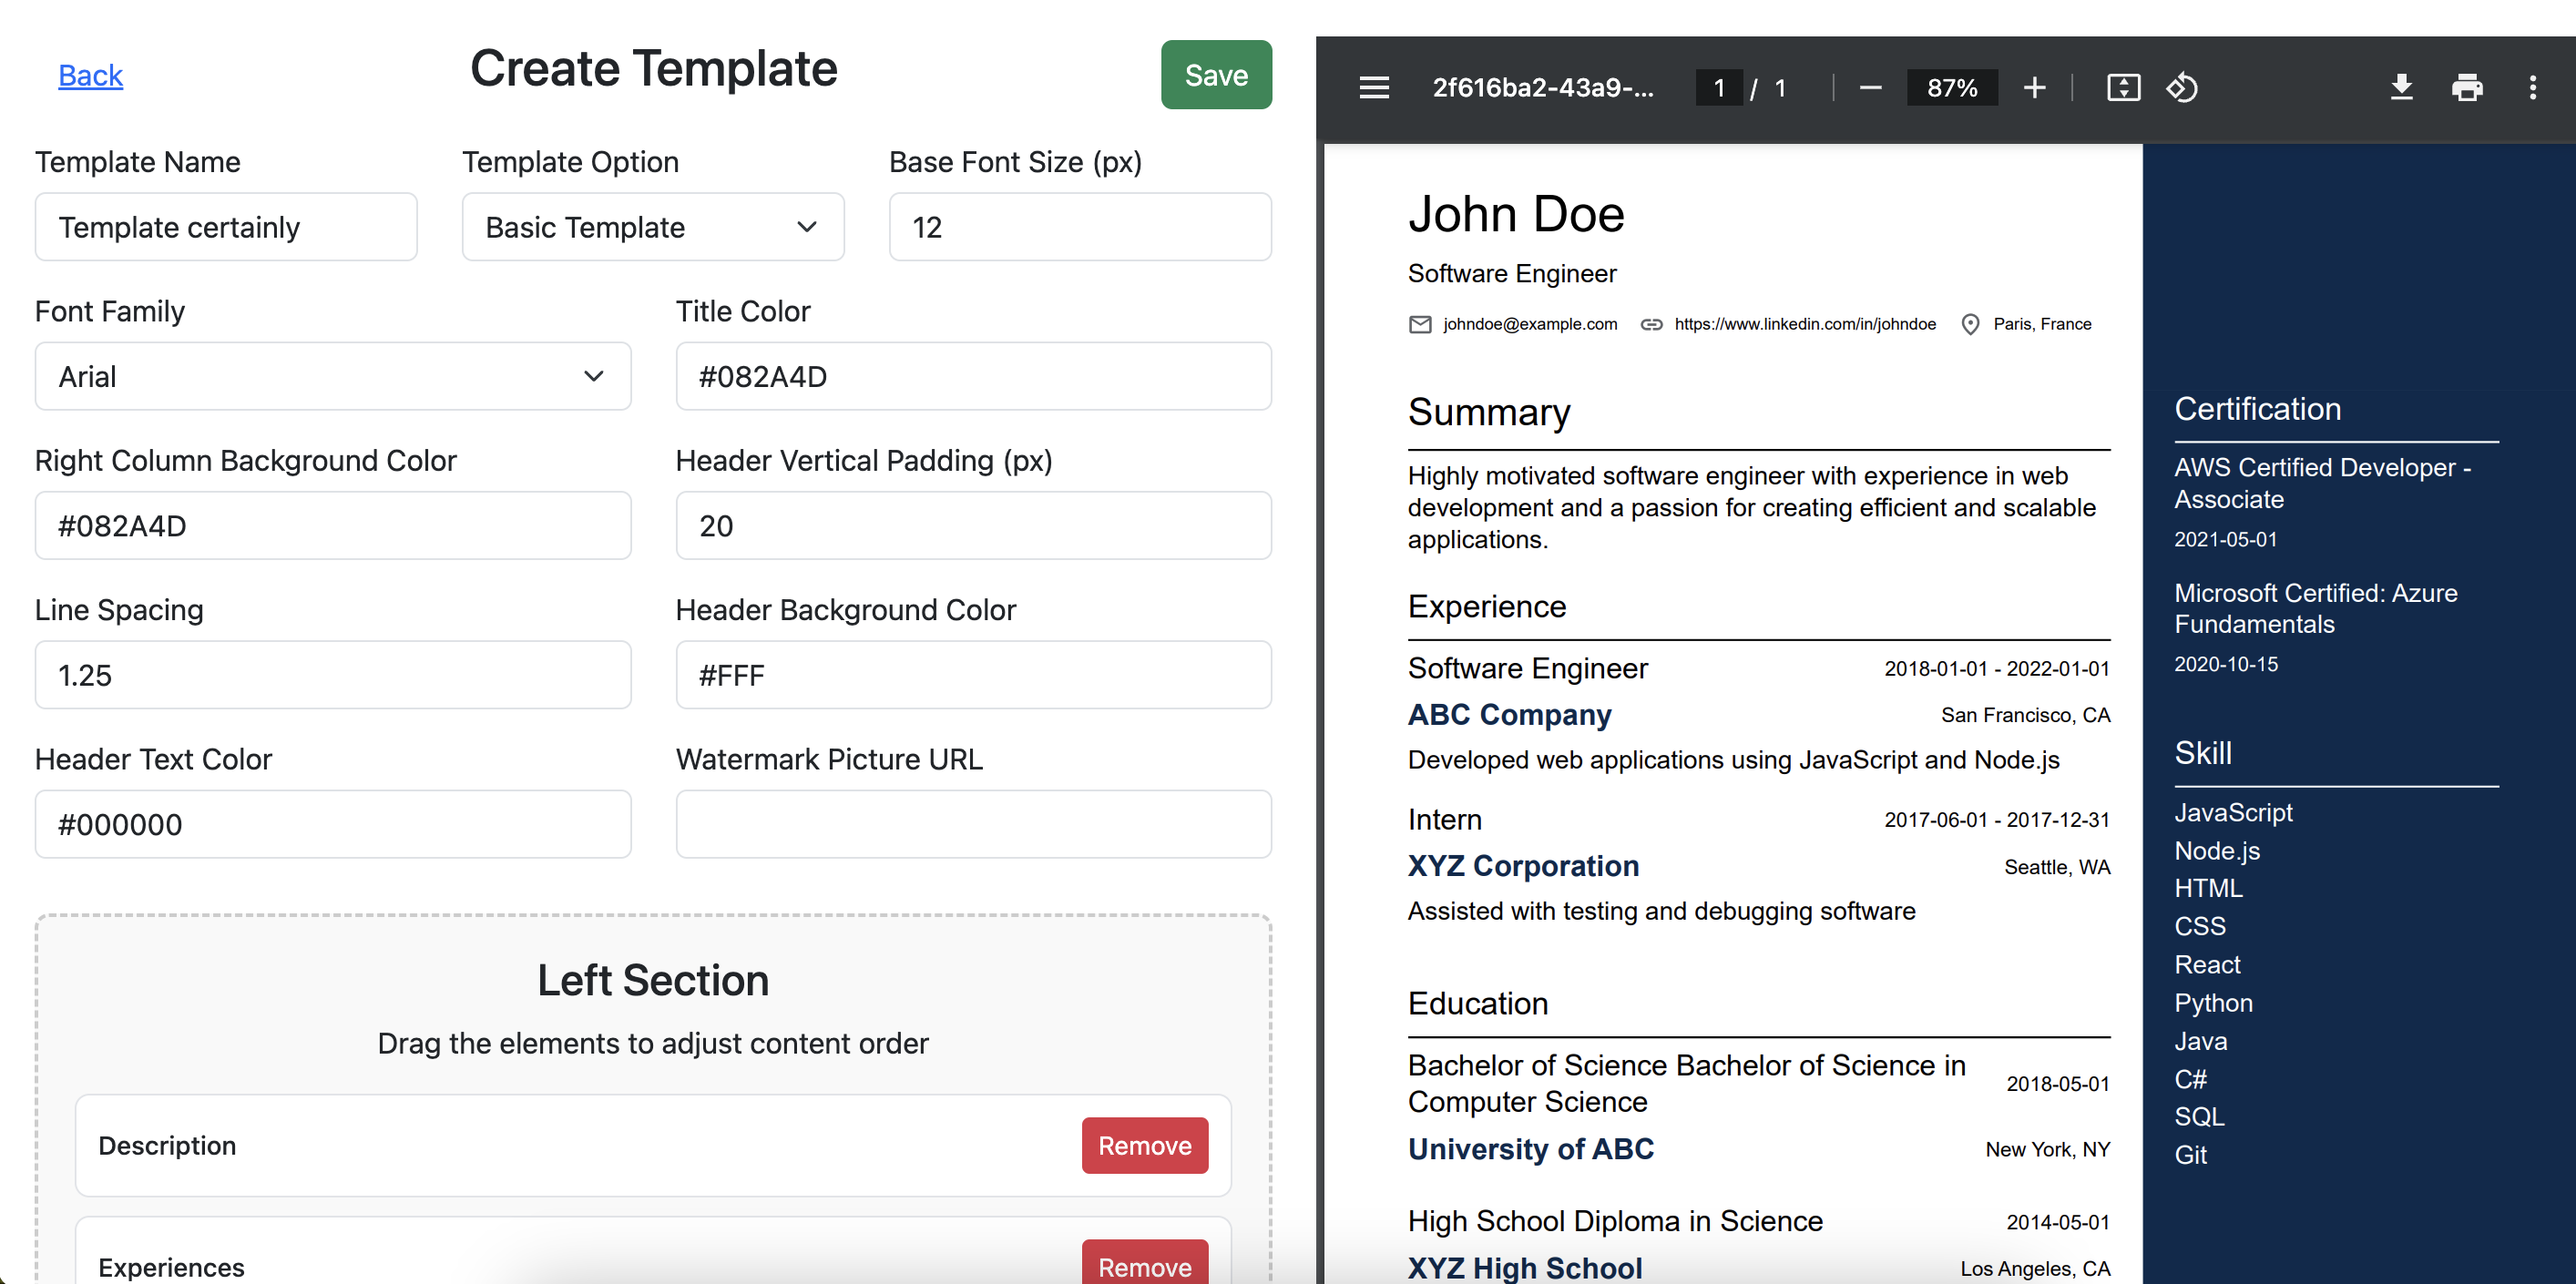 Back
Create Template
Save
Template Name
Template Option
Base Font Size (px)
Template certainly
Basic Template
12
Font Family
Title Color
Arial
#082A4D
Right Column Background Color
Header Vertical Padding (px)
#082A4D
20
Line Spacing
Header Background Color
1.25
#FFF
Header Text Color
Watermark Picture URL
#000000
Left Section
Drag the elements to adjust content order
Description
Remove
Experiences
Remove
2f616ba2-43a9-...
1 / 1
87%
John Doe
Software Engineer
johndoe@example.com
https://www.linkedin.com/in/johndoe
Paris, France
Summary
Highly motivated software engineer with experience in web
development and a passion for creating efficient and scalable
applications.
Experience
Software Engineer
2018-01-01 - 2022-01-01
ABC Company
San Francisco, CA
Developed web applications using JavaScript and Node.js
Intern
2017-06-01 - 2017-12-31
XYZ Corporation
Seattle, WA
Assisted with testing and debugging software
Education
Bachelor of Science Bachelor of Science in
Computer Science
2018-05-01
University of ABC
New York, NY
High School Diploma in Science
2014-05-01
XYZ High School
Los Angeles, CA
Certification
AWS Certified Developer -
Associate
2021-05-01
Microsoft Certified: Azure
Fundamentals
2020-10-15
Skill
JavaScript
Node.js
HTML
CSS
React
Python
Java
C#
SQL
Git